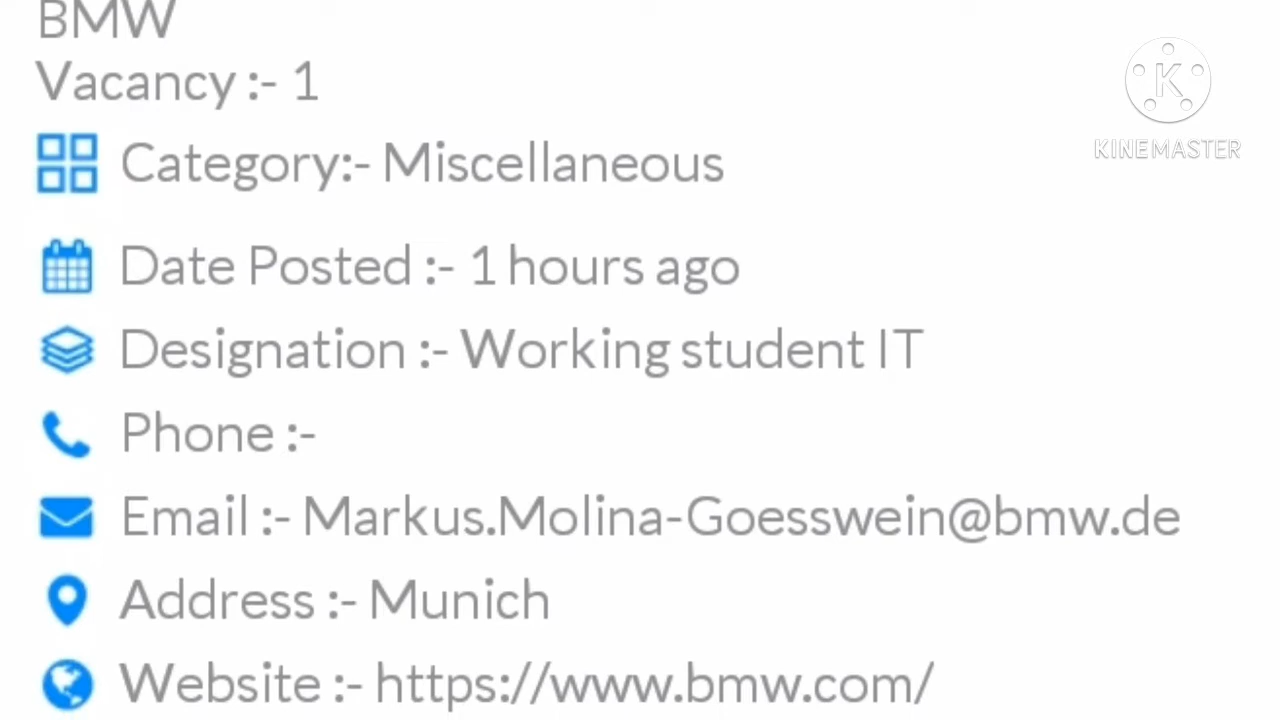 BMW
Vacancy :- 1
Category:- Miscellaneous
Date Posted :- 1 hours ago
Designation :- Working student IT
Phone :-
Email :- Markus.Molina-Goesswein@bmw.de
Address :- Munich
Website :- https://www.bmw.com/
K
KINEMASTER